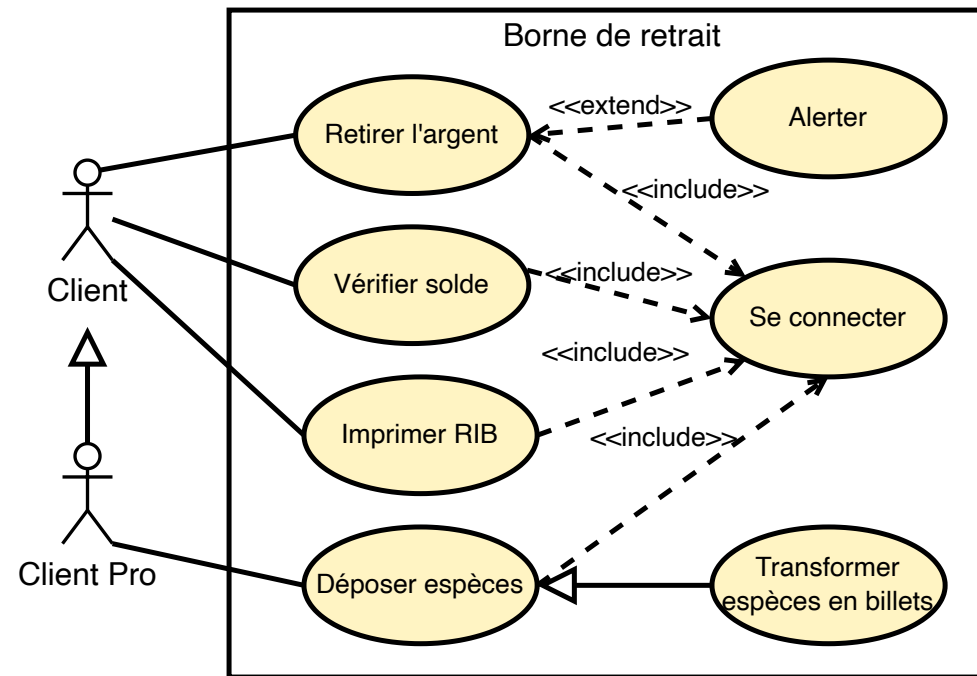 Borne de retrait
Retirer l'argent
<<extend>>
Alerter
<<include>>
Client
Vérifier solde
<<include>>
Se connecter
<<include>>
Imprimer RIB
<<include>>
Client Pro
Déposer espèces
Transformer
espèces en billets